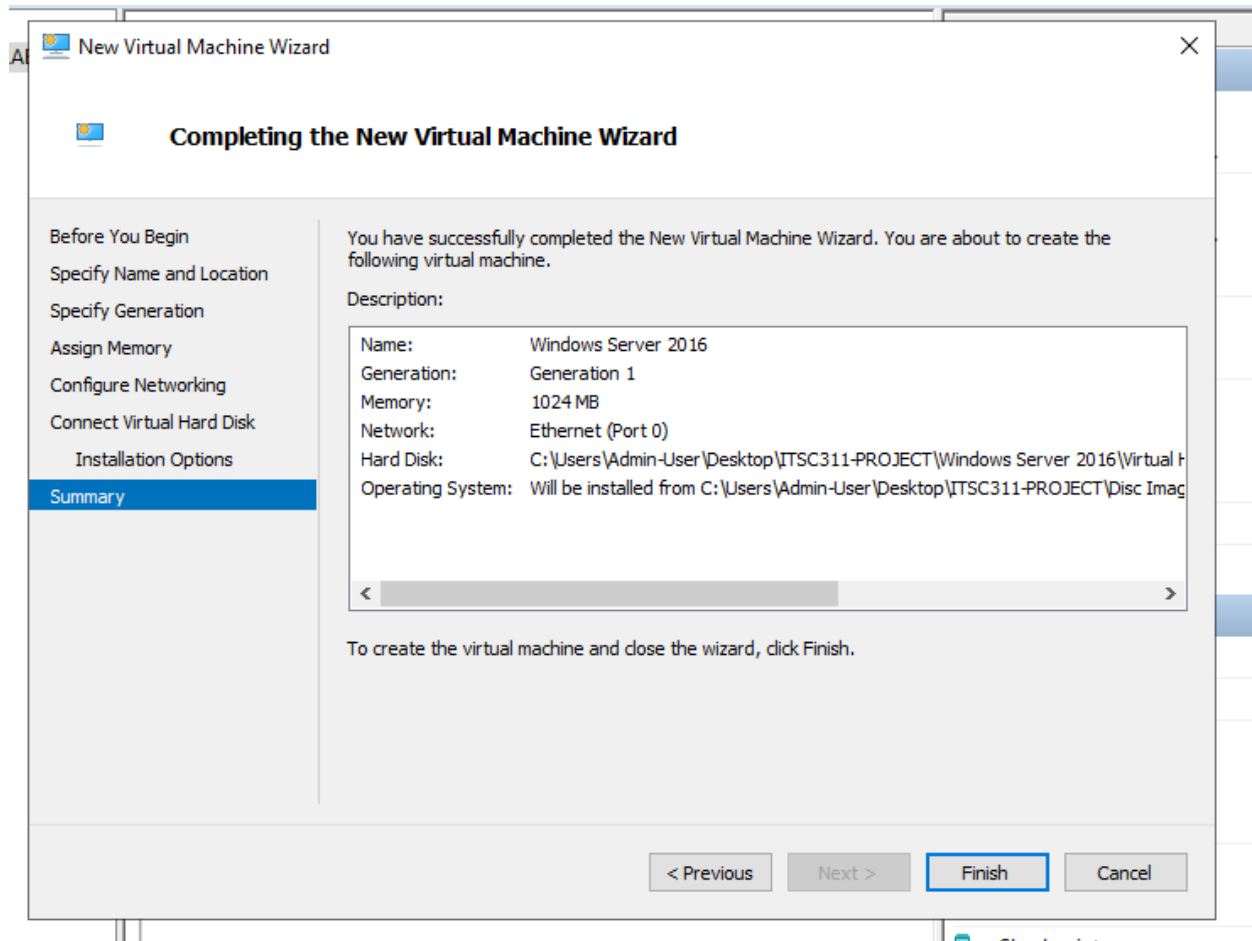 New Virtual Machine Wizard
Completing the New Virtual Machine Wizard
Before You Begin
Specify Name and Location
Specify Generation
Assign Memory
Configure Networking
Connect Virtual Hard Disk
Installation Options
Summary
You have successfully completed the New Virtual Machine Wizard. You are about to create the
following virtual machine.
Description:
Name: Windows Server 2016
Generation: Generation 1
Memory: 1024 MB
Network: Ethernet (Port 0)
Hard Disk: C:\Users\Admin-User\Desktop\ITSC311-PROJECT\Windows Server 2016\Virtual H
Operating System: Will be installed from C:\Users\Admin-User\Desktop\ITSC311-PROJECT\Disc Imag
To create the virtual machine and close the wizard, click Finish.
< Previous Next > Finish Cancel